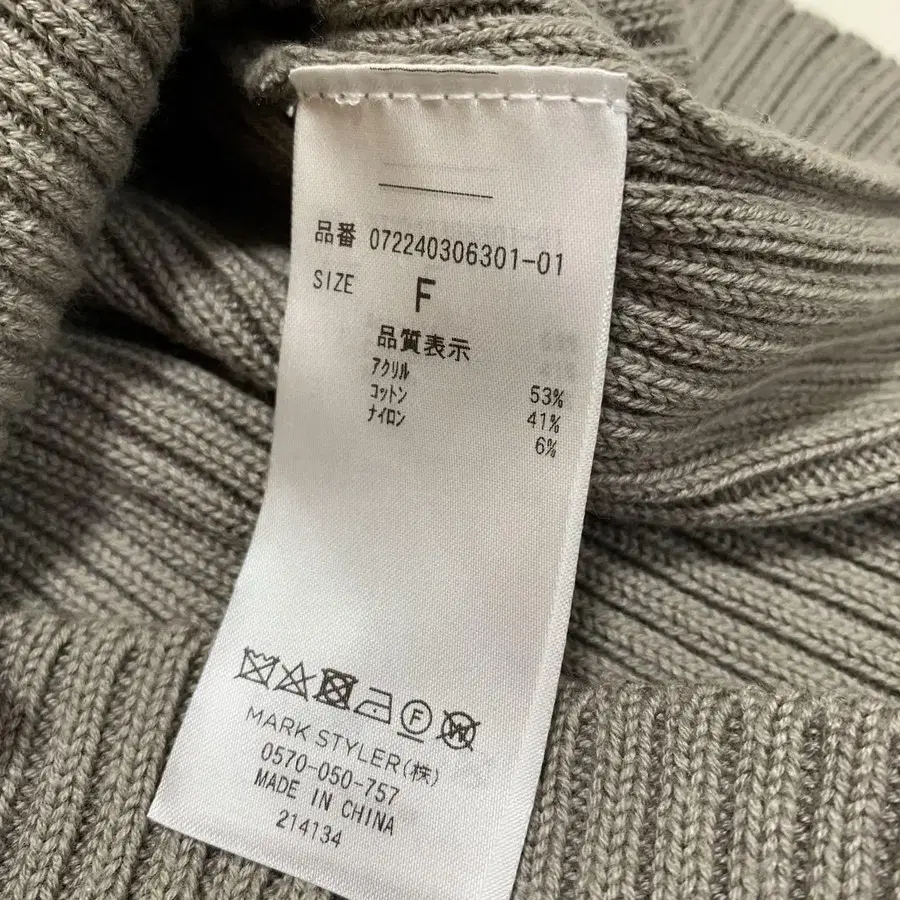 品番 072240306301-01
SIZE F
品質表示
アクリル 53%
コットン 41%
ナイロン 6%
F
W
MARK STYLER(株)
0570-050-757
MADE IN CHINA
214134